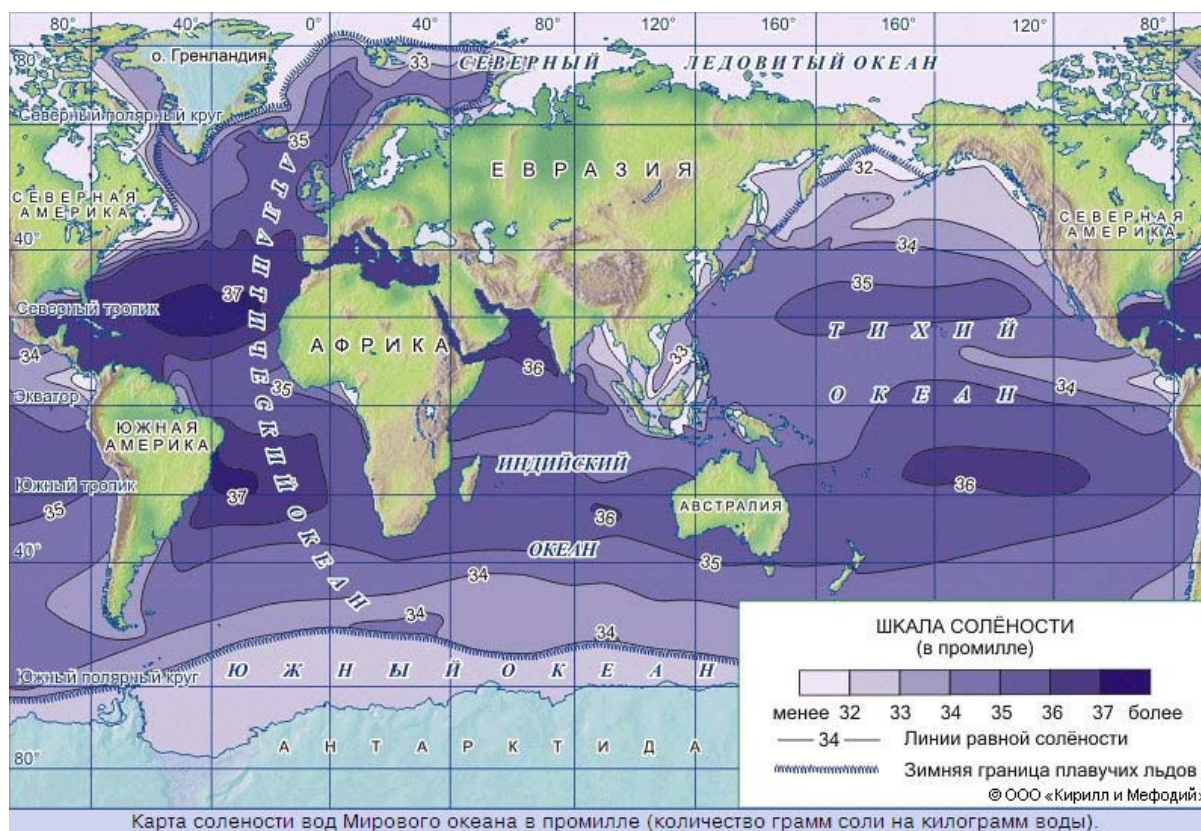 80° 40° 0° 40° 80° 120° 160° 160° 120° 80°
80°
о. Гренландия
33
СЕВЕРНЫЙ ЛЕДОВИТЫЙ ОКЕАН
Северный полярный круг
35
32
ЕВРАЗИЯ
СЕВЕРНАЯ
АМЕРИКА
СЕВЕРНАЯ
АМЕРИКА
40°
34
АТЛАНТИЧЕСКИЙ ОКЕАН
37
35
Северный тропик
ТИХИЙ
АФРИКА
34
36
33
35
34
Экватор
ОКЕАН
ЮЖНАЯ
АМЕРИКА
ИНДИЙСКИЙ
Южный тропик
37
36
36
АВСТРАЛИЯ
35
40°
ОКЕАН
35
34
34
34
Южный полярный круг
ЮЖНЫЙ ОКЕАН
АНТАРКТИДА
80°
ШКАЛА СОЛЁНОСТИ
(в промилле)
менее 32 33 34 35 36 37 более
34 Линии равной солёности
Зимняя граница плавучих льдов
© ООО «Кирилл и Мефодий»
Карта солености вод Мирового океана в промилле (количество грамм соли на килограмм воды).